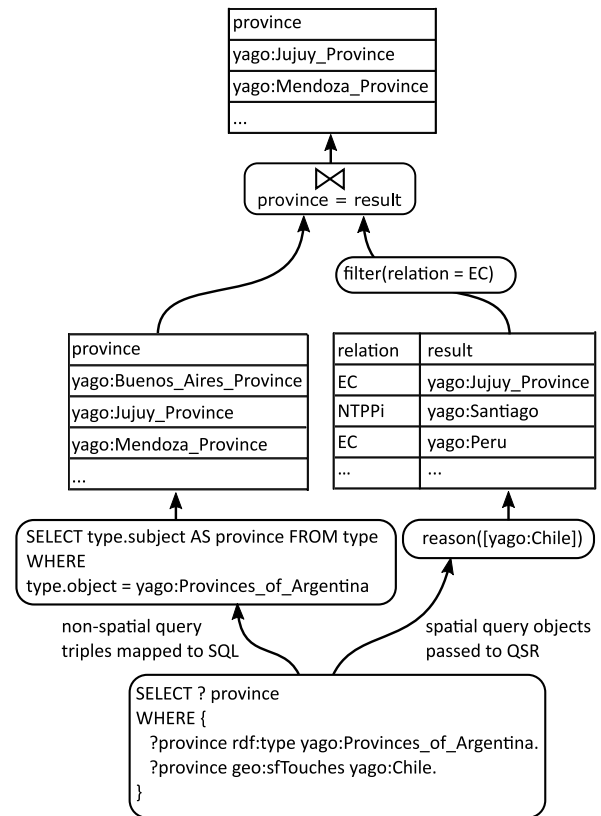 province
yago:Jujuy_Province
yago:Mendoza_Province
...
⋈
province = result
filter(relation = EC)
province
yago:Buenos_Aires_Province
yago:Jujuy_Province
yago:Mendoza_Province
...
relation result
EC yago:Jujuy_Province
NTPPi yago:Santiago
EC yago:Peru
... ...
SELECT type.subject AS province FROM type
WHERE
type.object = yago:Provinces_of_Argentina
reason([yago:Chile])
non-spatial query
triples mapped to SQL
spatial query objects
passed to QSR
SELECT ? province
WHERE {
?province rdf:type yago:Provinces_of_Argentina.
?province geo:sfTouches yago:Chile.
}